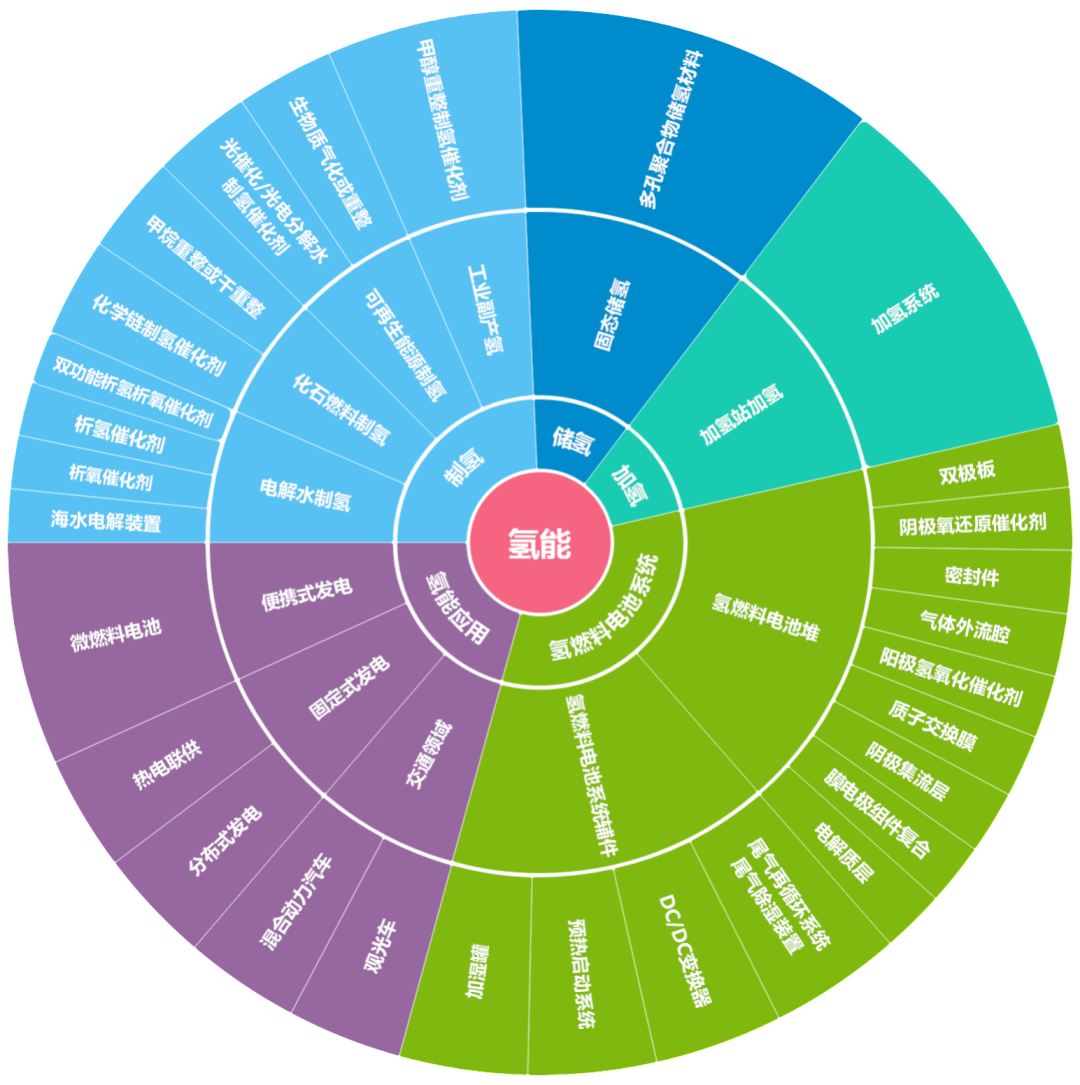 氢能
制氢
储氢
加氢
氢燃料电池系统
氢能应用
工业副产氢
可再生能源制氢
化石燃料制氢
电解水制氢
固态储氢
加氢站加氢
氢燃料电池堆
氢燃料电池系统辅件
交通领域
固定式发电
便携式发电
甲醇重整制氢催化剂
生物质气化或重整
光催化/光电分解水
制氢催化剂
甲烷重整或干重整
化学链制氢催化剂
双功能析氢析氧催化剂
析氢催化剂
析氧催化剂
海水电解装置
多孔聚合物储氢材料
加氢系统
双极板
阴极氧还原催化剂
密封件
气体外流腔
阳极氢氧化催化剂
质子交换膜
阴极集流层
膜电极组件复合
电解质层
尾气再循环系统
尾气除湿装置
DC/DC变换器
预热启动系统
加湿罐
观光车
混合动力汽车
分布式发电
热电联供
微燃料电池